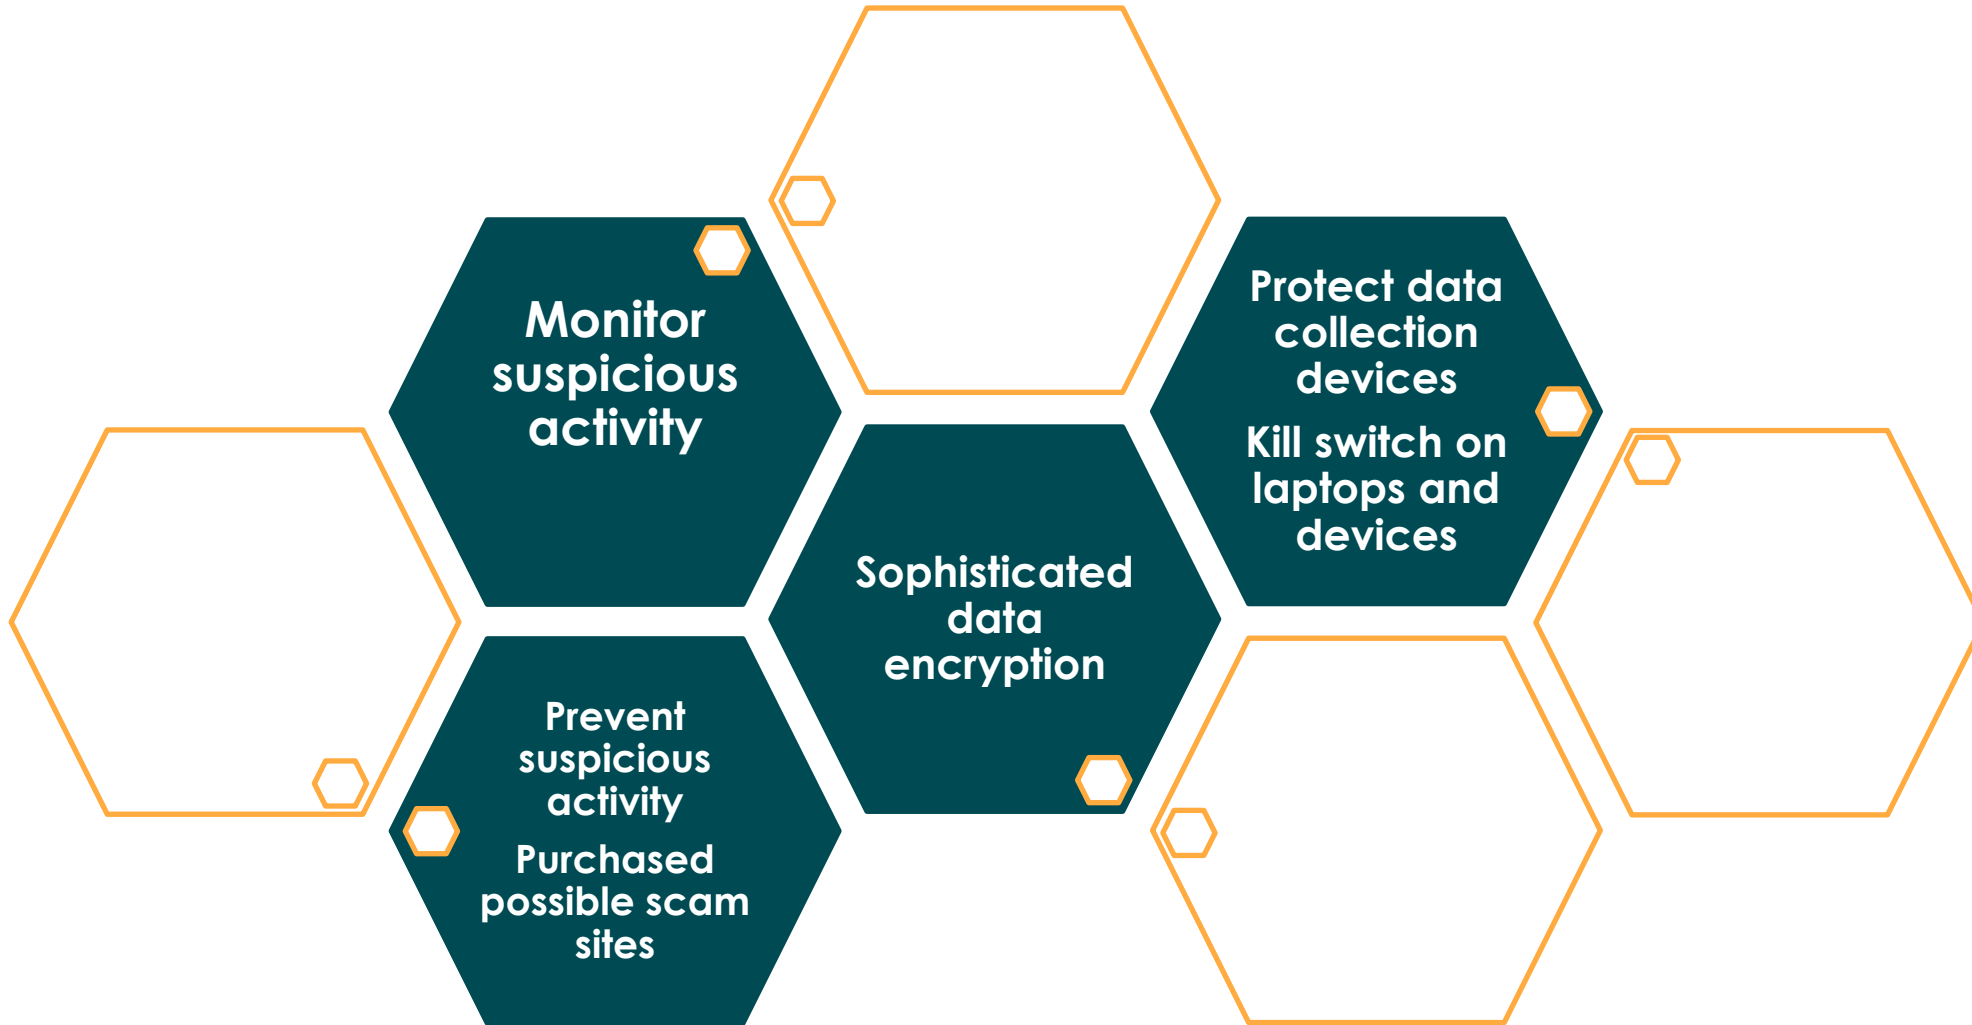 Monitor
suspicious
activity
Prevent
suspicious
activity
Purchased
possible scam
sites
Sophisticated
data
encryption
Protect data
collection
devices
Kill switch on
laptops and
devices